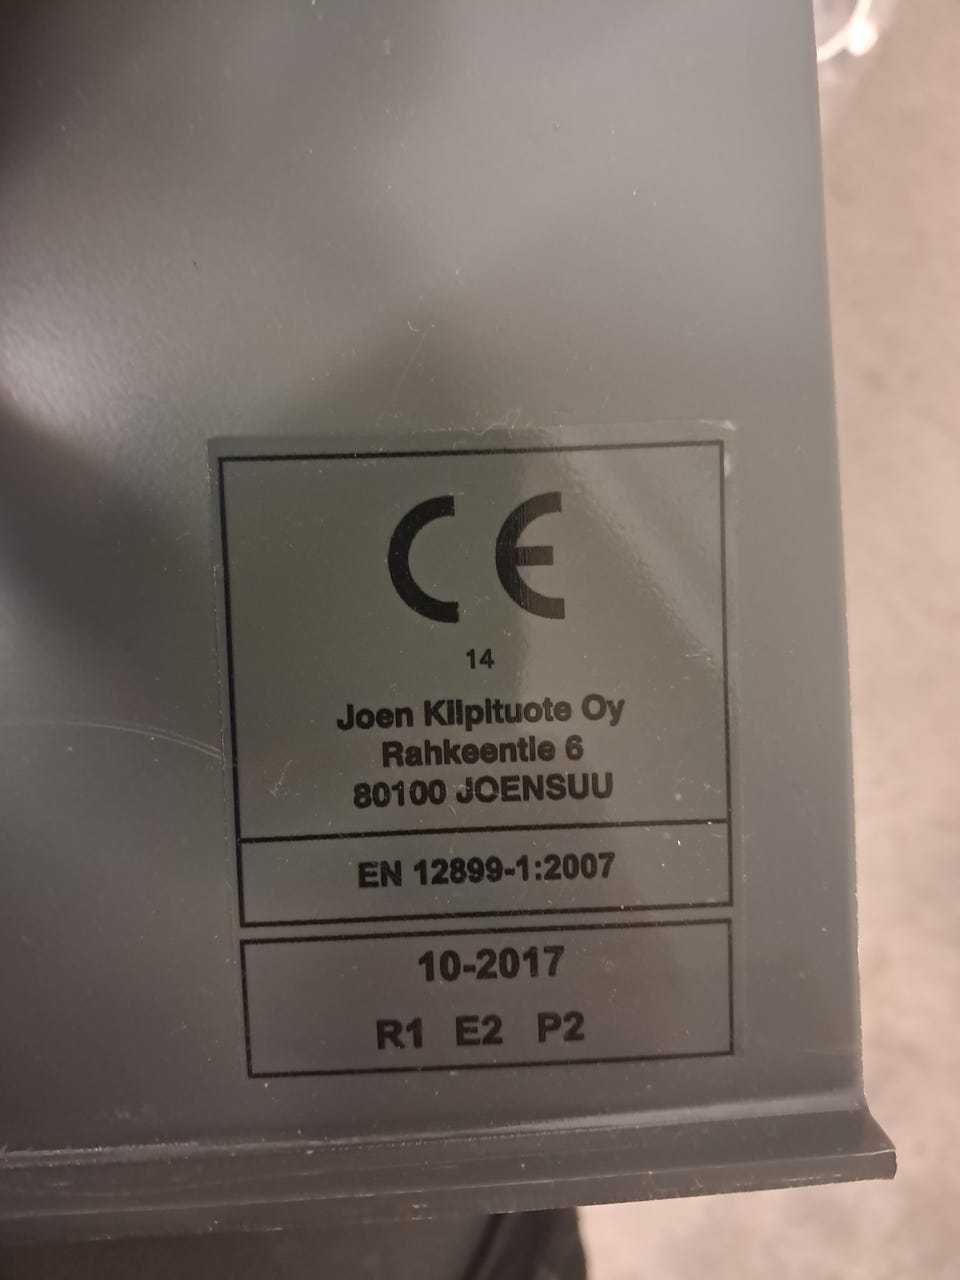 CE
14
Joen Kilpituote Oy
Rahkeentie 6
80100 JOENSUU
EN 12899-1:2007
10-2017
R1 E2 P2